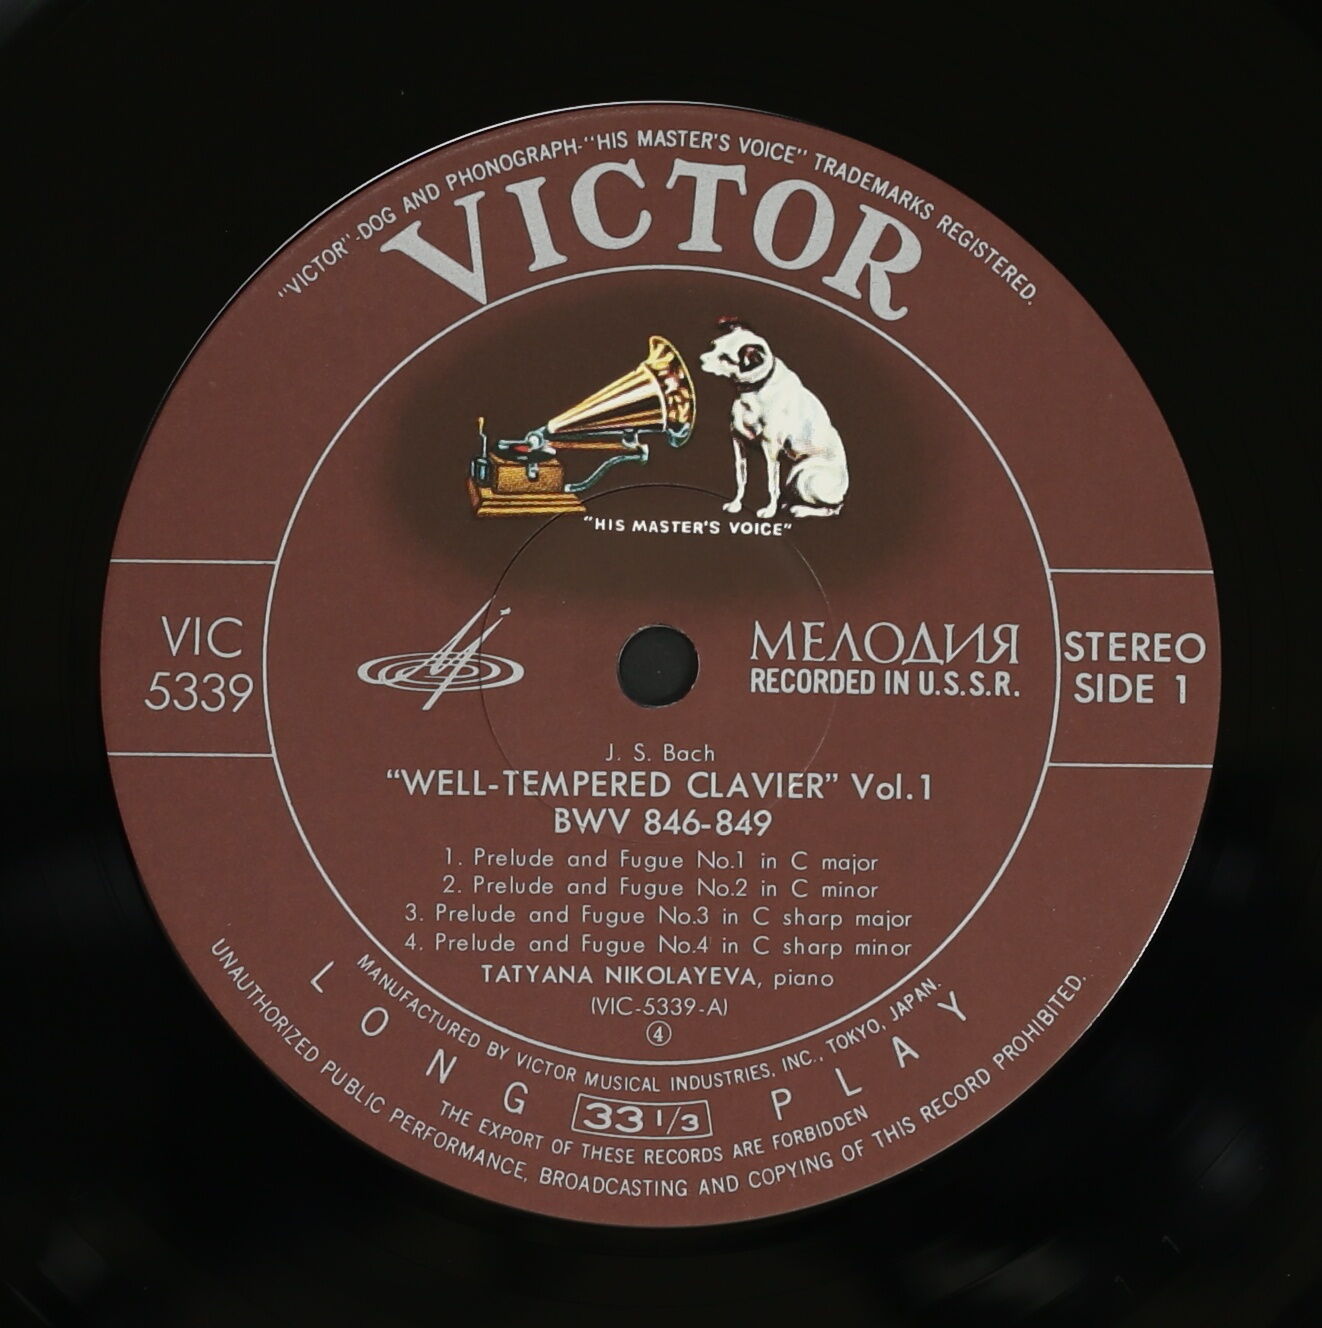 "VICTOR"-DOG AND PHONOGRAPH-"HIS MASTER'S VOICE" TRADEMARKS REGISTERED.
VICTOR
"HIS MASTER'S VOICE"
VIC
5339
МЕЛОДИЯ
RECORDED IN U.S.S.R.
STEREO
SIDE 1
J. S. Bach
"WELL-TEMPERED CLAVIER" Vol.1
BWV 846-849
1. Prelude and Fugue No.1 in C major
2. Prelude and Fugue No.2 in C minor
3. Prelude and Fugue No.3 in C sharp major
4. Prelude and Fugue No.4 in C sharp minor
TATYANA NIKOLAYEVA, piano
(VIC-5339-A)
④
MANUFACTURED BY VICTOR MUSICAL INDUSTRIES, INC., TOKYO, JAPAN.
LONG 33 1/3 PLAY
THE EXPORT OF THESE RECORDS ARE FORBIDDEN
UNAUTHORIZED PUBLIC PERFORMANCE, BROADCASTING AND COPYING OF THIS RECORD PROHIBITED.